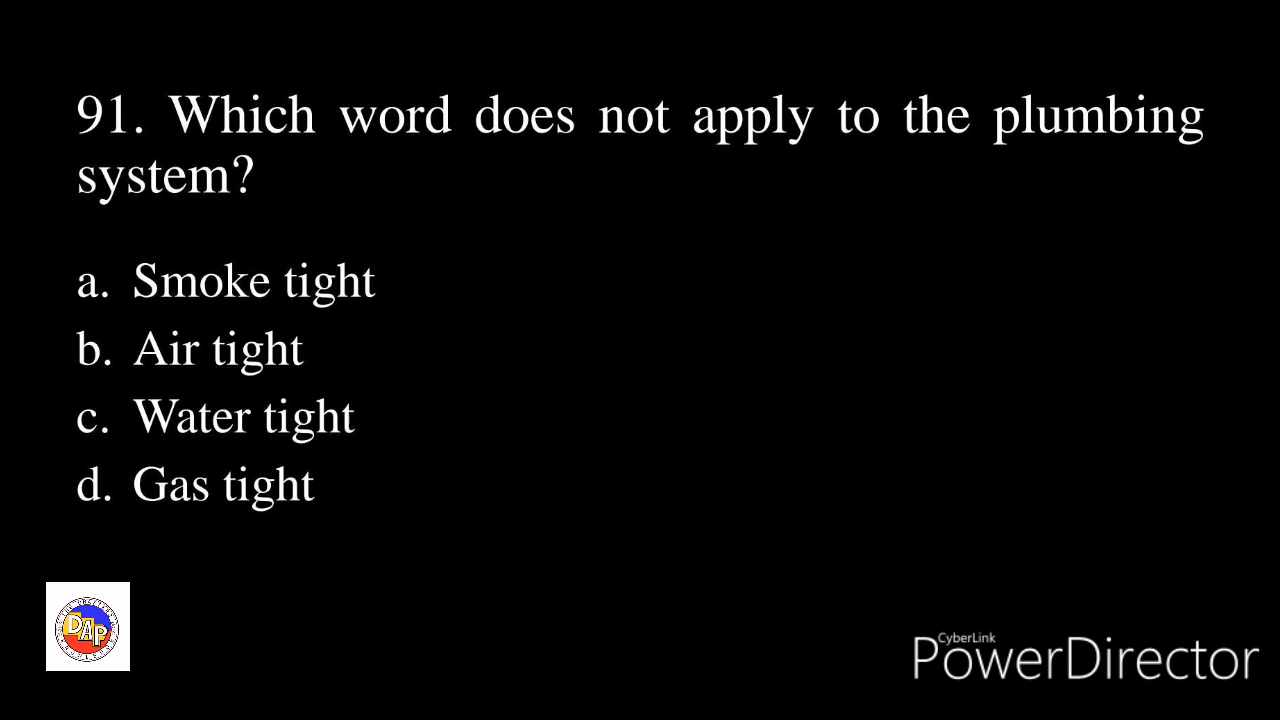 91. Which word does not apply to the plumbing
system?
a. Smoke tight
b. Air tight
c. Water tight
d. Gas tight
DAP
CyberLink
PowerDirector